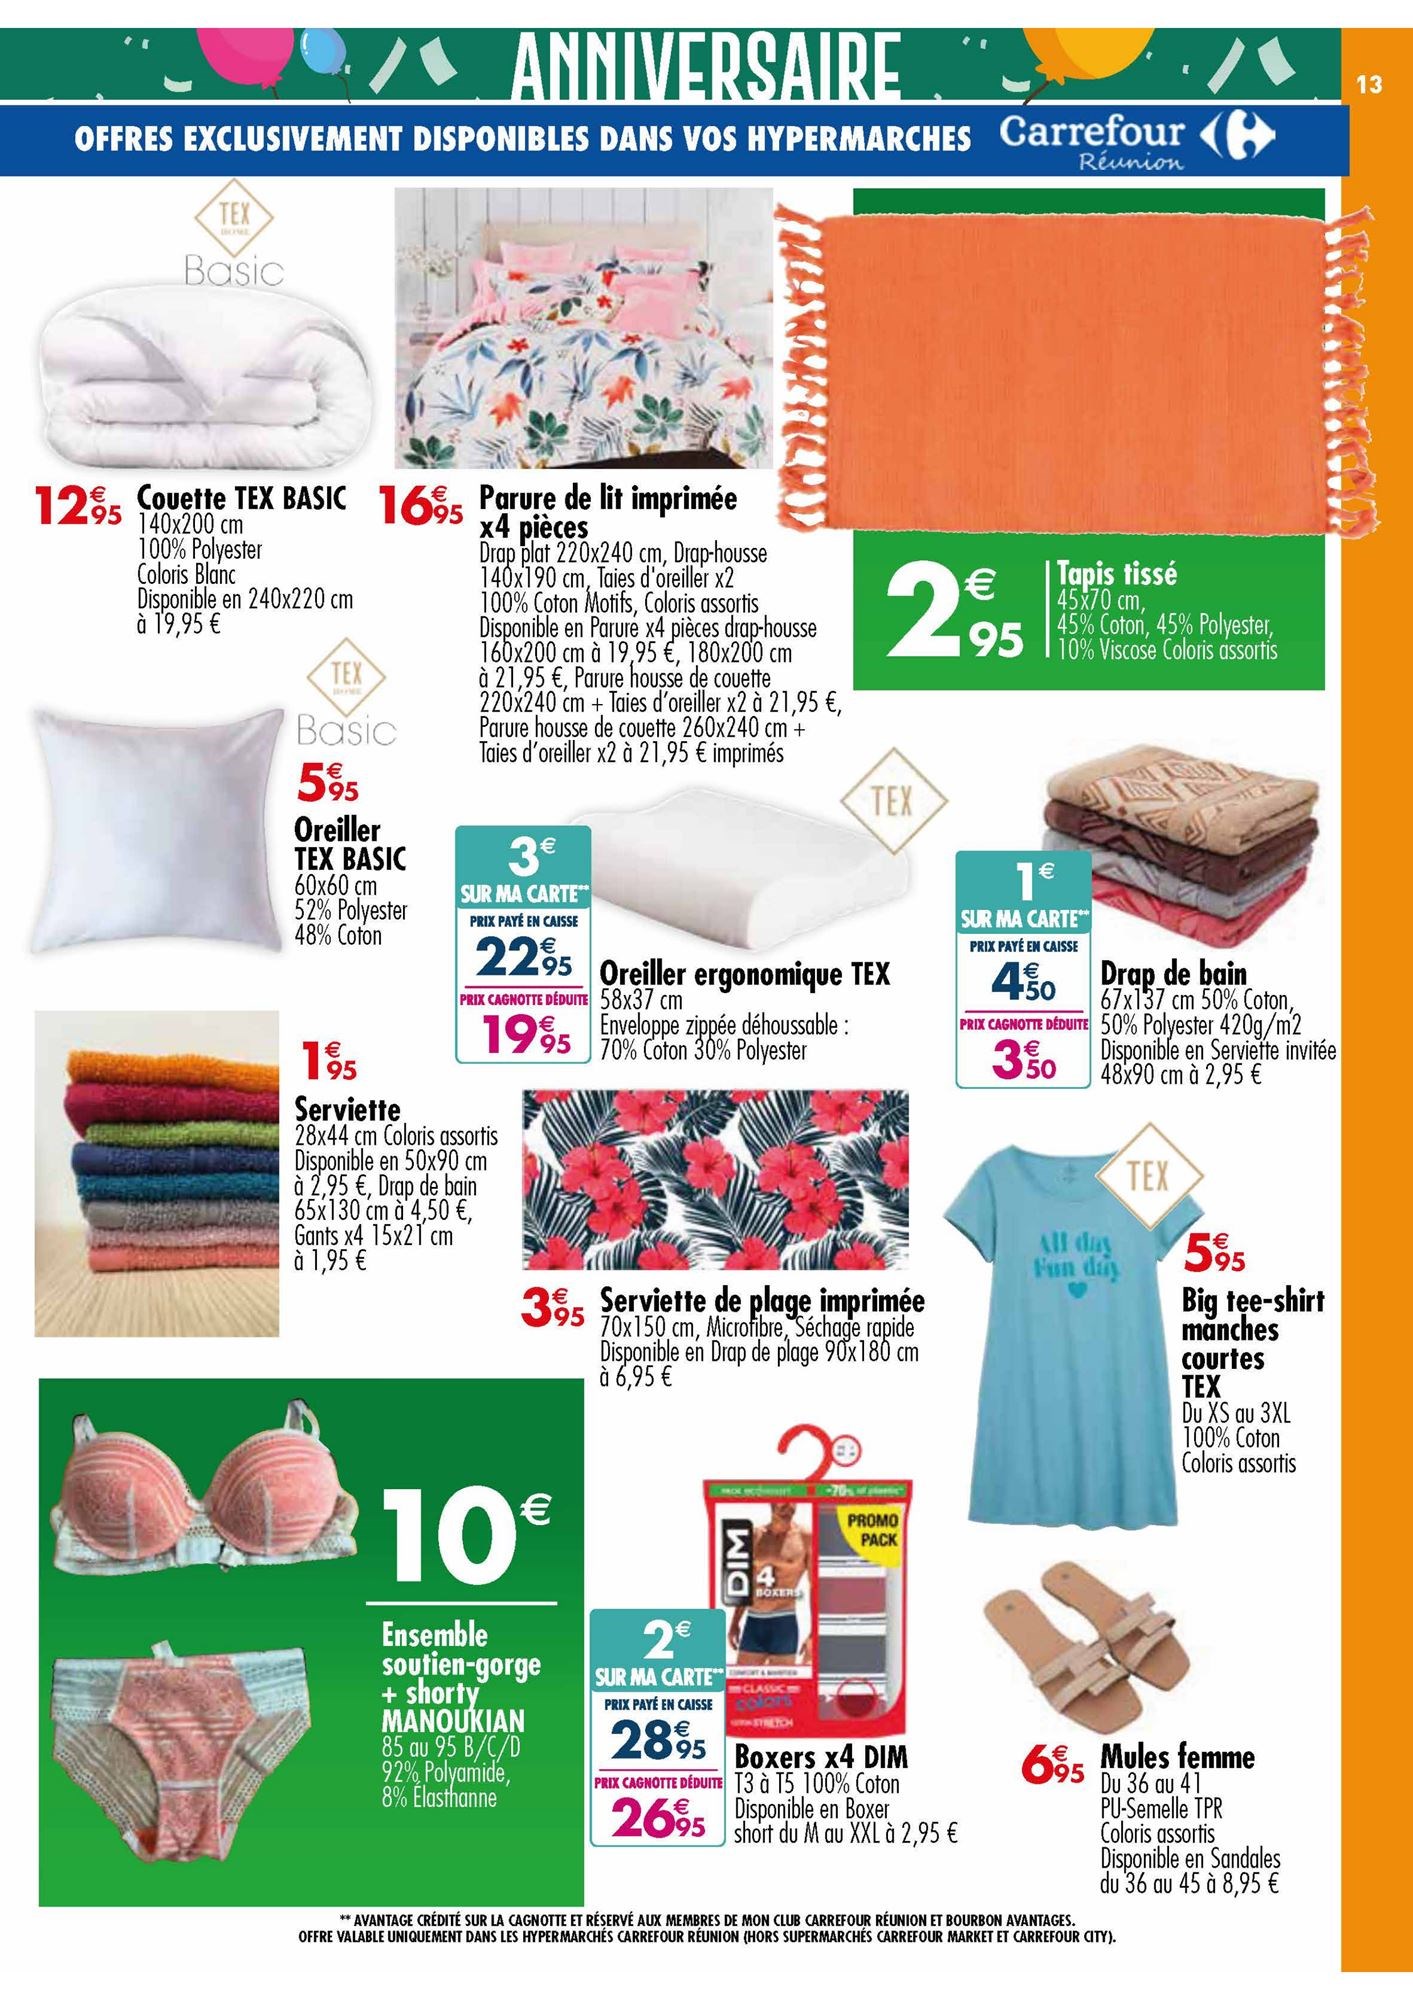 ANNIVERSAIRE
13
OFFRES EXCLUSIVEMENT DISPONIBLES DANS VOS HYPERMARCHES
Carrefour
Réunion
TEX
HOME
Basic
12€95
Couette TEX BASIC
140x200 cm
100% Polyester
Coloris Blanc
Disponible en 240x220 cm
à 19,95 €
16€95
Parure de lit imprimée
x4 pièces
Drap plat 220x240 cm, Drap-housse
140x190 cm, Taies d'oreiller x2
100% Coton Motifs, Coloris assortis
Disponible en Parure x4 pièces drap-housse
160x200 cm à 19,95 €, 180x200 cm
à 21,95 €, Parure housse de couette
220x240 cm + Taies d'oreiller x2 à 21,95 €,
Parure housse de couette 260x240 cm +
Taies d'oreiller x2 à 21,95 € imprimés
2€95
Tapis tissé
45x70 cm,
45% Coton, 45% Polyester,
10% Viscose Coloris assortis
TEX
HOME
Basic
5€95
Oreiller
TEX BASIC
60x60 cm
52% Polyester
48% Coton
TEX
3€
SUR MA CARTE**
PRIX PAYÉ EN CAISSE
22€95
PRIX CAGNOTTE DÉDUITE
19€95
Oreiller ergonomique TEX
58x37 cm
Enveloppe zippée déhoussable :
70% Coton 30% Polyester
1€
SUR MA CARTE**
PRIX PAYÉ EN CAISSE
4€50
PRIX CAGNOTTE DÉDUITE
3€50
Drap de bain
67x137 cm 50% Coton,
50% Polyester 420g/m2
Disponible en Serviette invitée
48x90 cm à 2,95 €
1€95
Serviette
28x44 cm Coloris assortis
Disponible en 50x90 cm
à 2,95 €, Drap de bain
65x130 cm à 4,50 €,
Gants x4 15x21 cm
à 1,95 €
3€95
Serviette de plage imprimée
70x150 cm, Microfibre, Séchage rapide
Disponible en Drap de plage 90x180 cm
à 6,95 €
TEX
All day
Fun day
5€95
Big tee-shirt
manches
courtes
TEX
Du XS au 3XL
100% Coton
Coloris assortis
10€
Ensemble
soutien-gorge
+ shorty
MANOUKIAN
85 au 95 B/C/D
92% Polyamide,
8% Élasthanne
PROMO
PACK
DIM
4
BOXERS
CLASSIC
colors
STRETCH
2€
SUR MA CARTE**
PRIX PAYÉ EN CAISSE
28€95
PRIX CAGNOTTE DÉDUITE
26€95
Boxers x4 DIM
T3 à T5 100% Coton
Disponible en Boxer
short du M au XXL à 2,95 €
6€95
Mules femme
Du 36 au 41
PU-Semelle TPR
Coloris assortis
Disponible en Sandales
du 36 au 45 à 8,95 €
** AVANTAGE CRÉDITÉ SUR LA CAGNOTTE ET RÉSERVÉ AUX MEMBRES DE MON CLUB CARREFOUR RÉUNION ET BOURBON AVANTAGES.
OFFRE VALABLE UNIQUEMENT DANS LES HYPERMARCHÉS CARREFOUR RÉUNION (HORS SUPERMARCHÉS CARREFOUR MARKET ET CARREFOUR CITY).